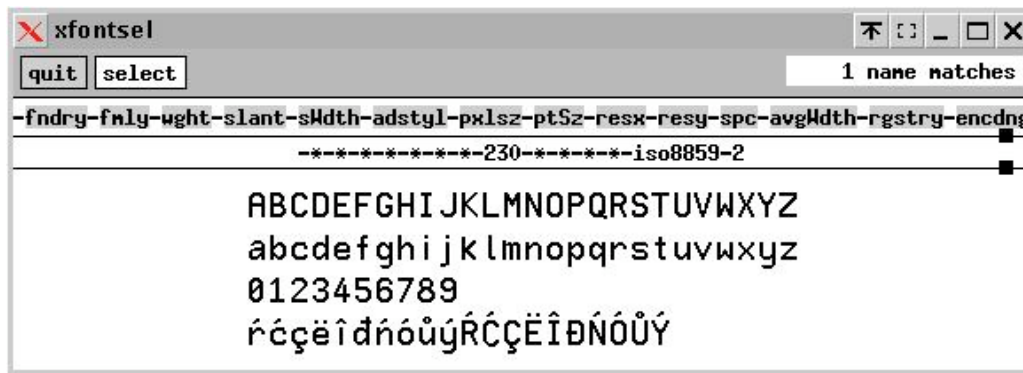 xfontsel
quit select 1 name matches
-fndry-fmly-wght-slant-sWdth-adstyl-pxlsz-ptSz-resx-resy-spc-avgWdth-rgstry-encdng
-*-*-*-*-*-*-*-230-*-*-*-*-iso8859-2
ABCDEFGHIJKLMNOPQRSTUVWXYZ
abcdefghijklmnopqrstuvwxyz
0123456789
ŕćçëîđńóůýŔĆÇËÎĐŃÓŮÝ